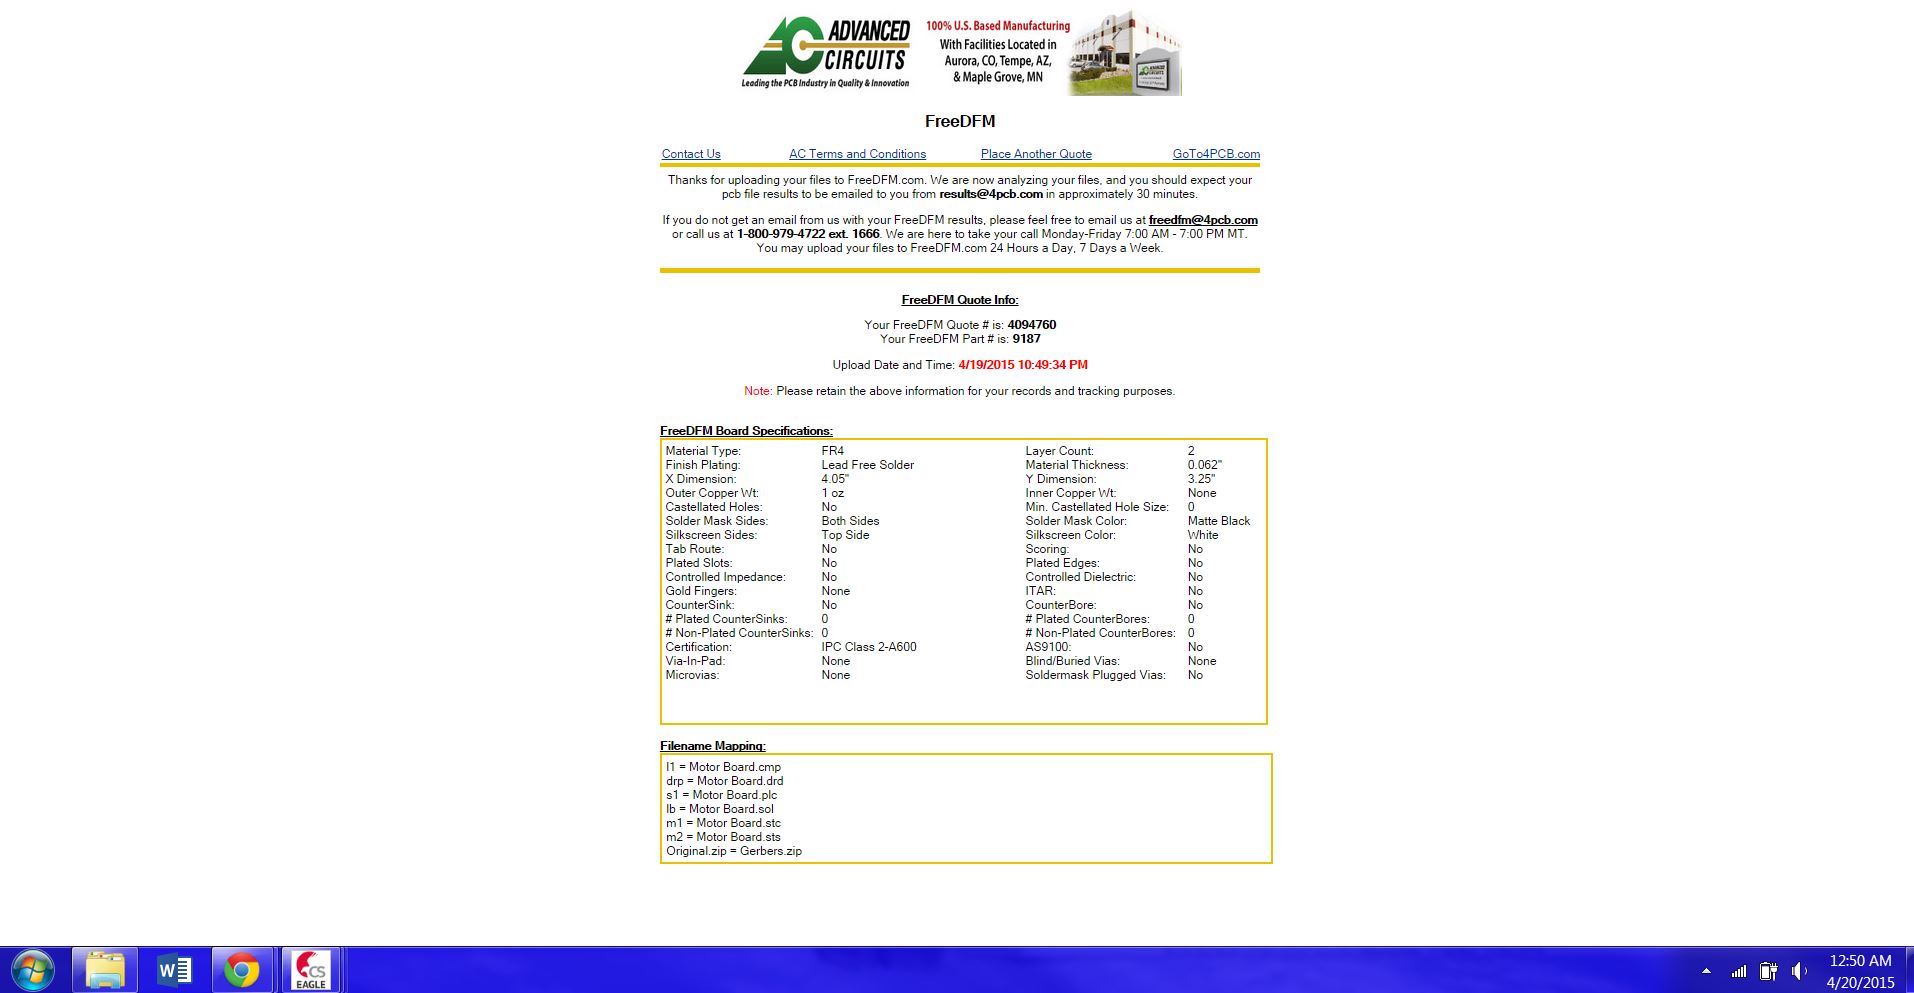 ADVANCED
CIRCUITS
Leading the PCB Industry in Quality & Innovation
100% U.S. Based Manufacturing
With Facilities Located in
Aurora, CO, Tempe, AZ,
& Maple Grove, MN
FreeDFM
Contact Us AC Terms and Conditions Place Another Quote GoTo4PCB.com
Thanks for uploading your files to FreeDFM.com. We are now analyzing your files, and you should expect your
pcb file results to be emailed to you from results@4pcb.com in approximately 30 minutes.
If you do not get an email from us with your FreeDFM results, please feel free to email us at freedfm@4pcb.com
or call us at 1-800-979-4722 ext. 1666. We are here to take your call Monday-Friday 7:00 AM - 7:00 PM MT.
You may upload your files to FreeDFM.com 24 Hours a Day, 7 Days a Week.
FreeDFM Quote Info:
Your FreeDFM Quote # is: 4094760
Your FreeDFM Part # is: 9187
Upload Date and Time: 4/19/2015 10:49:34 PM
Note: Please retain the above information for your records and tracking purposes.
FreeDFM Board Specifications:
Material Type: FR4 Layer Count: 2
Finish Plating: Lead Free Solder Material Thickness: 0.062"
X Dimension: 4.05" Y Dimension: 3.25"
Outer Copper Wt: 1 oz Inner Copper Wt: None
Castellated Holes: No Min. Castellated Hole Size: 0
Solder Mask Sides: Both Sides Solder Mask Color: Matte Black
Silkscreen Sides: Top Side Silkscreen Color: White
Tab Route: No Scoring: No
Plated Slots: No Plated Edges: No
Controlled Impedance: No Controlled Dielectric: No
Gold Fingers: None ITAR: No
CounterSink: No CounterBore: No
# Plated CounterSinks: 0 # Plated CounterBores: 0
# Non-Plated CounterSinks: 0 # Non-Plated CounterBores: 0
Certification: IPC Class 2-A600 AS9100: No
Via-In-Pad: None Blind/Buried Vias: None
Microvias: None Soldermask Plugged Vias: No
Filename Mapping:
l1 = Motor Board.cmp
drp = Motor Board.drd
s1 = Motor Board.plc
lb = Motor Board.sol
m1 = Motor Board.stc
m2 = Motor Board.sts
Original.zip = Gerbers.zip
W
CS
EAGLE
12:50 AM
4/20/2015